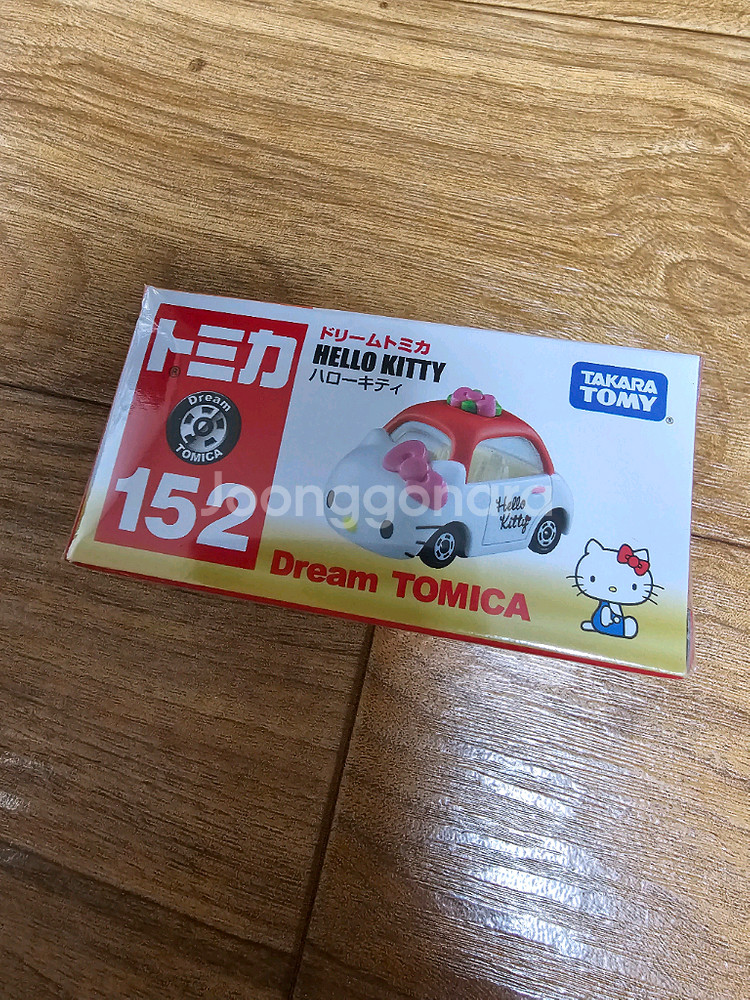 トミカ
®
Dream
TOMICA
152
ドリームトミカ
HELLO KITTY
ハローキティ
TAKARA
TOMY
®
Hello
Kitty
Dream TOMICA
Joonggonara